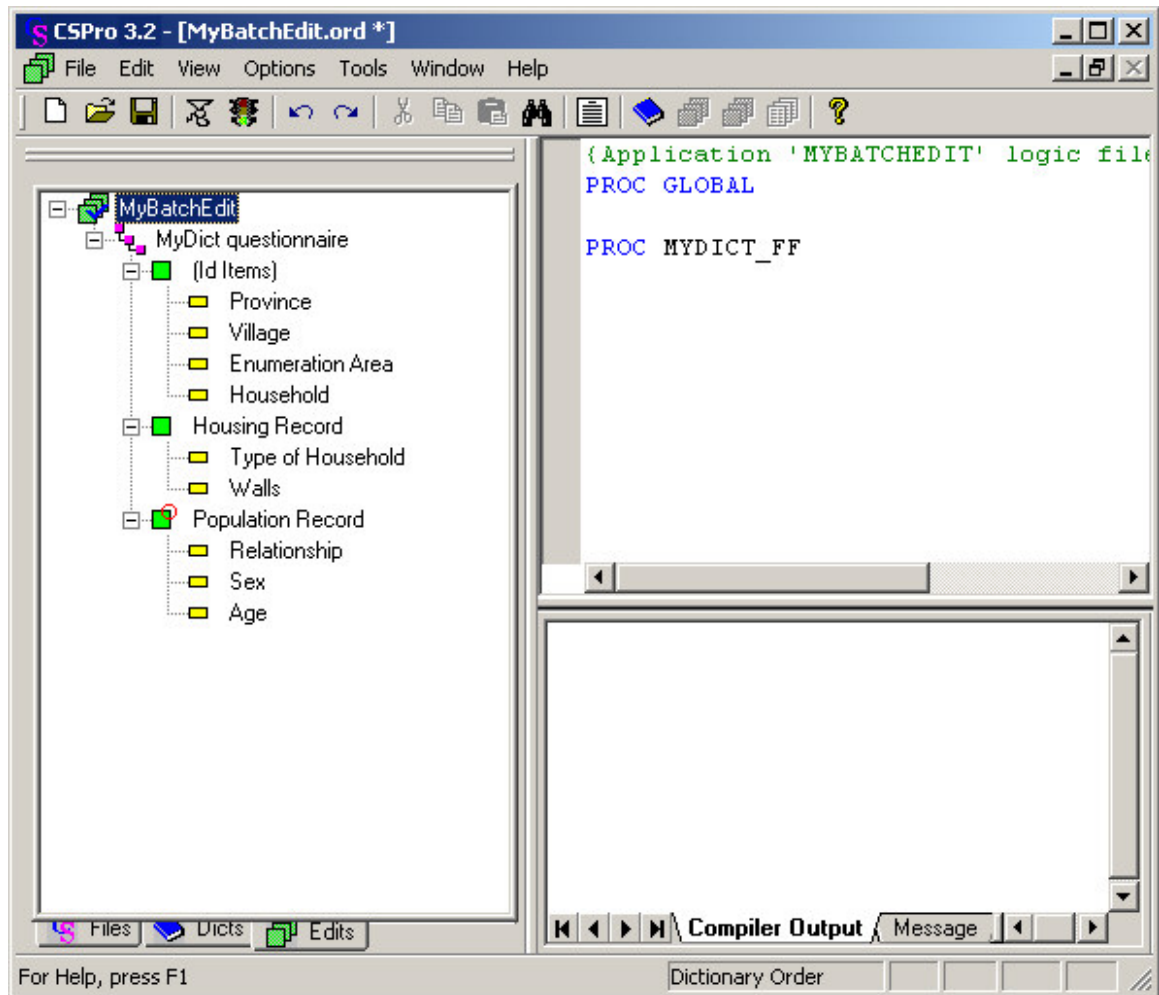 CSPro 3.2 - [MyBatchEdit.ord *]
File Edit View Options Tools Window Help
MyBatchEdit
MyDict questionnaire
(Id Items)
Province
Village
Enumeration Area
Household
Housing Record
Type of Household
Walls
Population Record
Relationship
Sex
Age
Files Dicts Edits
{Application 'MYBATCHEDIT' logic file
PROC GLOBAL
PROC MYDICT_FF
Compiler Output Message
For Help, press F1 Dictionary Order